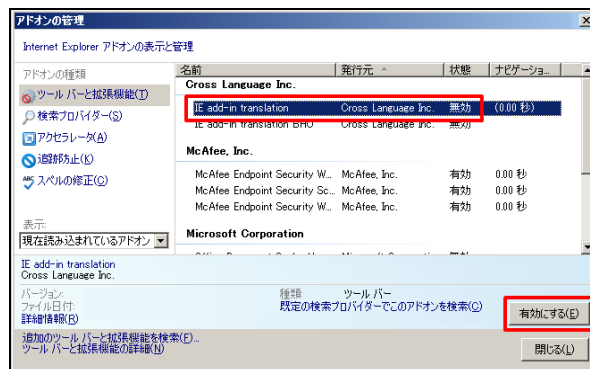 アドオンの管理
Internet Explorer アドオンの表示と管理
アドオンの種類
ツール バーと拡張機能(T)
検索プロバイダー(S)
アクセラレータ(A)
追跡防止(K)
スペルの修正(C)
表示:
現在読み込まれているアドオン
名前 発行元 状態 ナビゲーショ...
Cross Language Inc.
IE add-in translation Cross Language Inc. 無効 (0.00 秒)
IE add-in translation BHO Cross Language Inc. 無効
McAfee, Inc.
McAfee Endpoint Security W... McAfee, Inc. 有効 0.00 秒
McAfee Endpoint Security Sc... McAfee, Inc. 有効 0.00 秒
McAfee Endpoint Security W... McAfee, Inc. 有効 0.00 秒
Microsoft Corporation
IE add-in translation
Cross Language Inc.
バージョン: 種類: ツール バー
ファイル日付: 既定の検索プロバイダーでこのアドオンを検索(C)
詳細情報(R)
有効にする(E)
追加のツール バーと拡張機能を検索(F)...
ツール バーと拡張機能の詳細(N)
閉じる(L)